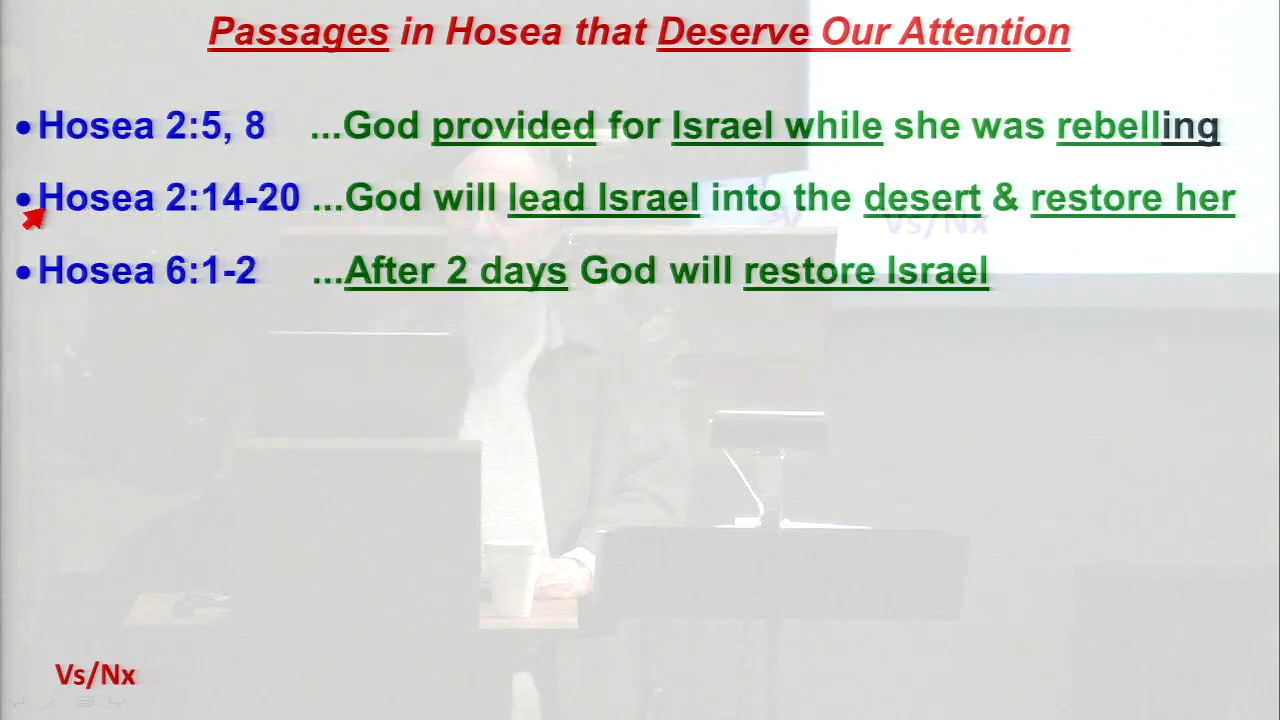 Passages in Hosea that Deserve Our Attention
• Hosea 2:5, 8 ...God provided for Israel while she was rebelling
• Hosea 2:14-20 ...God will lead Israel into the desert & restore her
Vs/Nx
• Hosea 6:1-2 ...After 2 days God will restore Israel
Vs/Nx